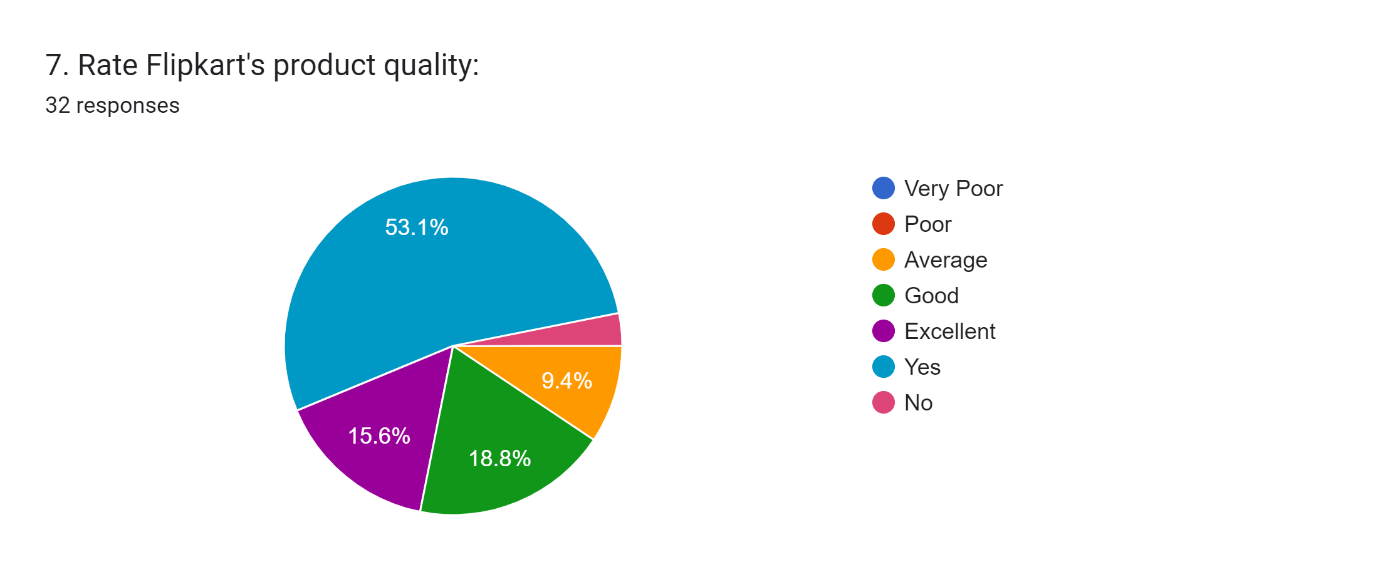 7. Rate Flipkart's product quality:
32 responses
53.1%
9.4%
15.6%
18.8%
Very Poor
Poor
Average
Good
Excellent
Yes
No